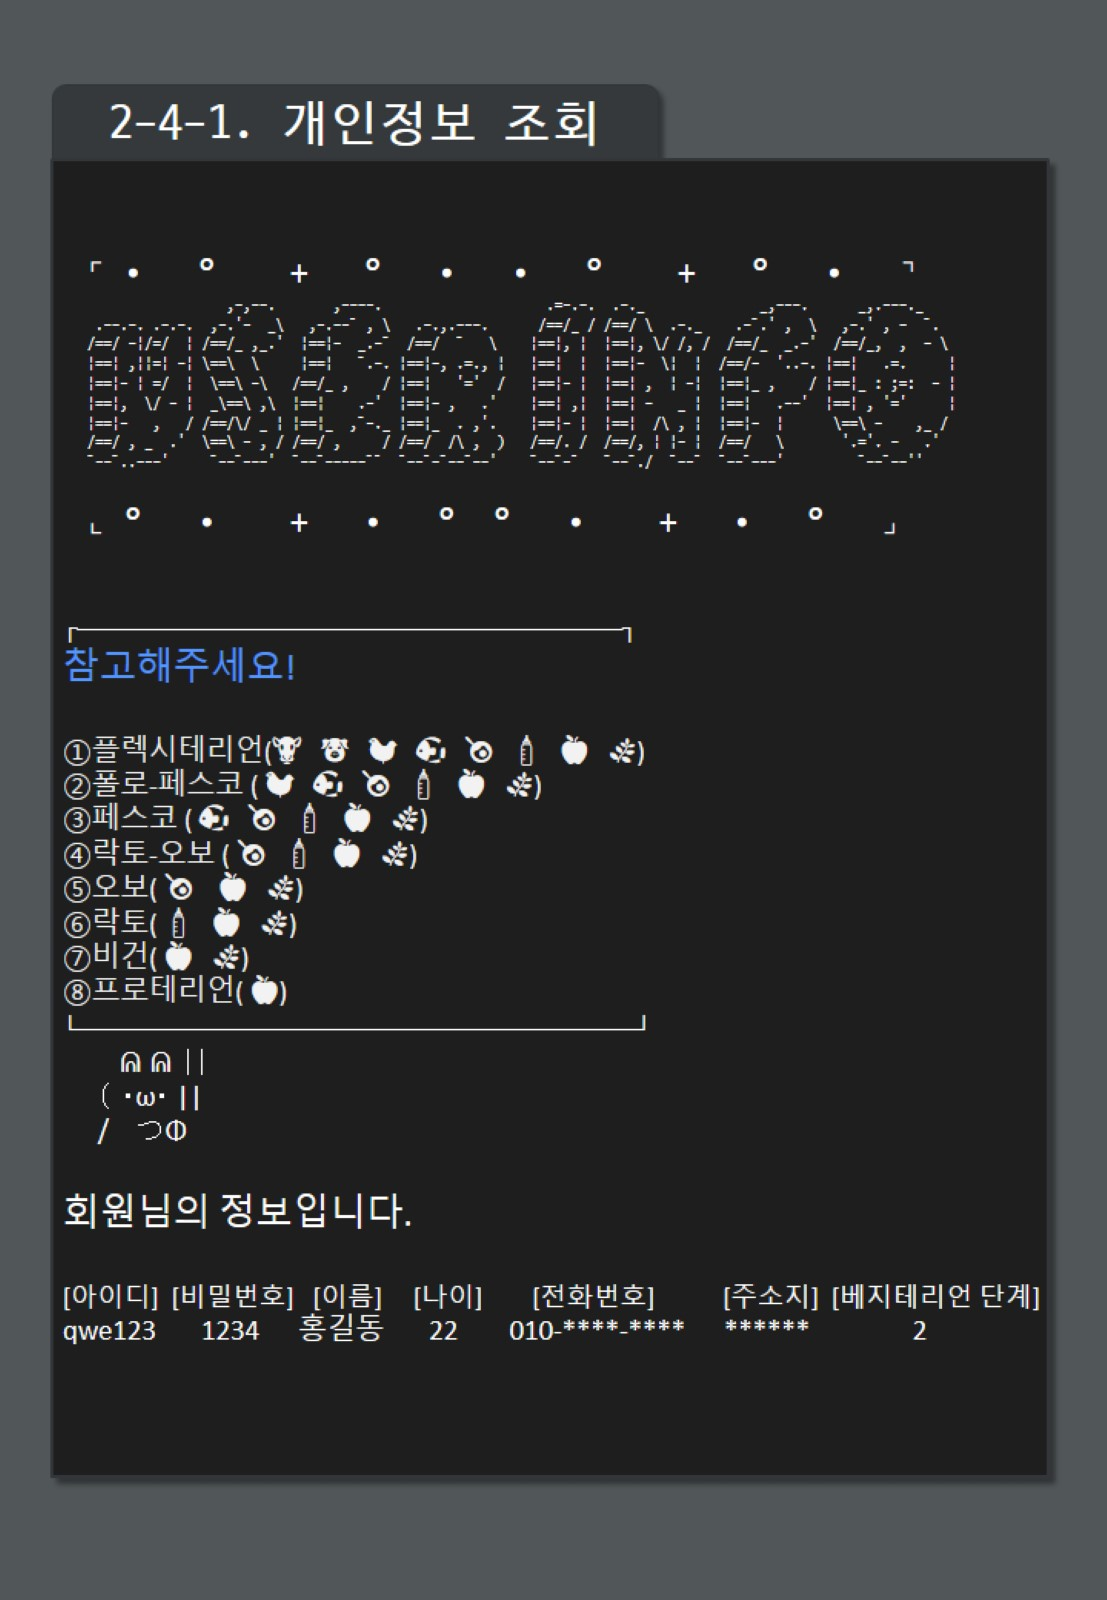 2-4-1. 개인정보 조회
USER INFO
참고해주세요!
①플렉시테리언(🐮 🐷 🐔 🐟 🍳 🍼 🍎 🌿)
②폴로-페스코 (🐔 🐟 🍳 🍼 🍎 🌿)
③페스코 (🐟 🍳 🍼 🍎 🌿)
④락토-오보 (🍳 🍼 🍎 🌿)
⑤오보(🍳 🍎 🌿)
⑥락토(🍼 🍎 🌿)
⑦비건(🍎 🌿)
⑧프로테리언(🍎)
ᕱ ᕱ ||
( ･ω･ ||
/ つΦ
회원님의 정보입니다.
[아이디] [비밀번호] [이름] [나이] [전화번호] [주소지] [베지테리언 단계]
qwe123 1234 홍길동 22 010-****-**** ****** 2